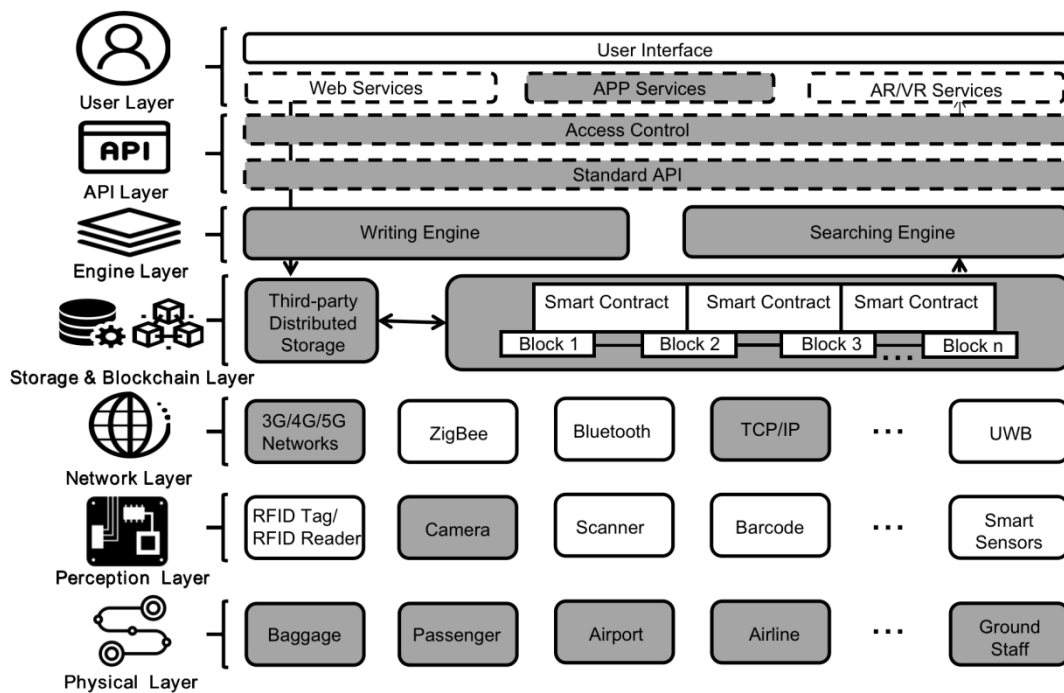 User Interface
Web Services
APP Services
AR/VR Services
User Layer
Access Control
API
Standard API
API Layer
Writing Engine
Searching Engine
Engine Layer
Third-party
Distributed
Storage
Smart Contract
Smart Contract
Smart Contract
Block 1
Block 2
Block 3
...
Block n
Storage & Blockchain Layer
3G/4G/5G
Networks
ZigBee
Bluetooth
TCP/IP
...
UWB
Network Layer
RFID Tag/
RFID Reader
Camera
Scanner
Barcode
...
Smart
Sensors
Perception Layer
Baggage
Passenger
Airport
Airline
...
Ground
Staff
Physical Layer